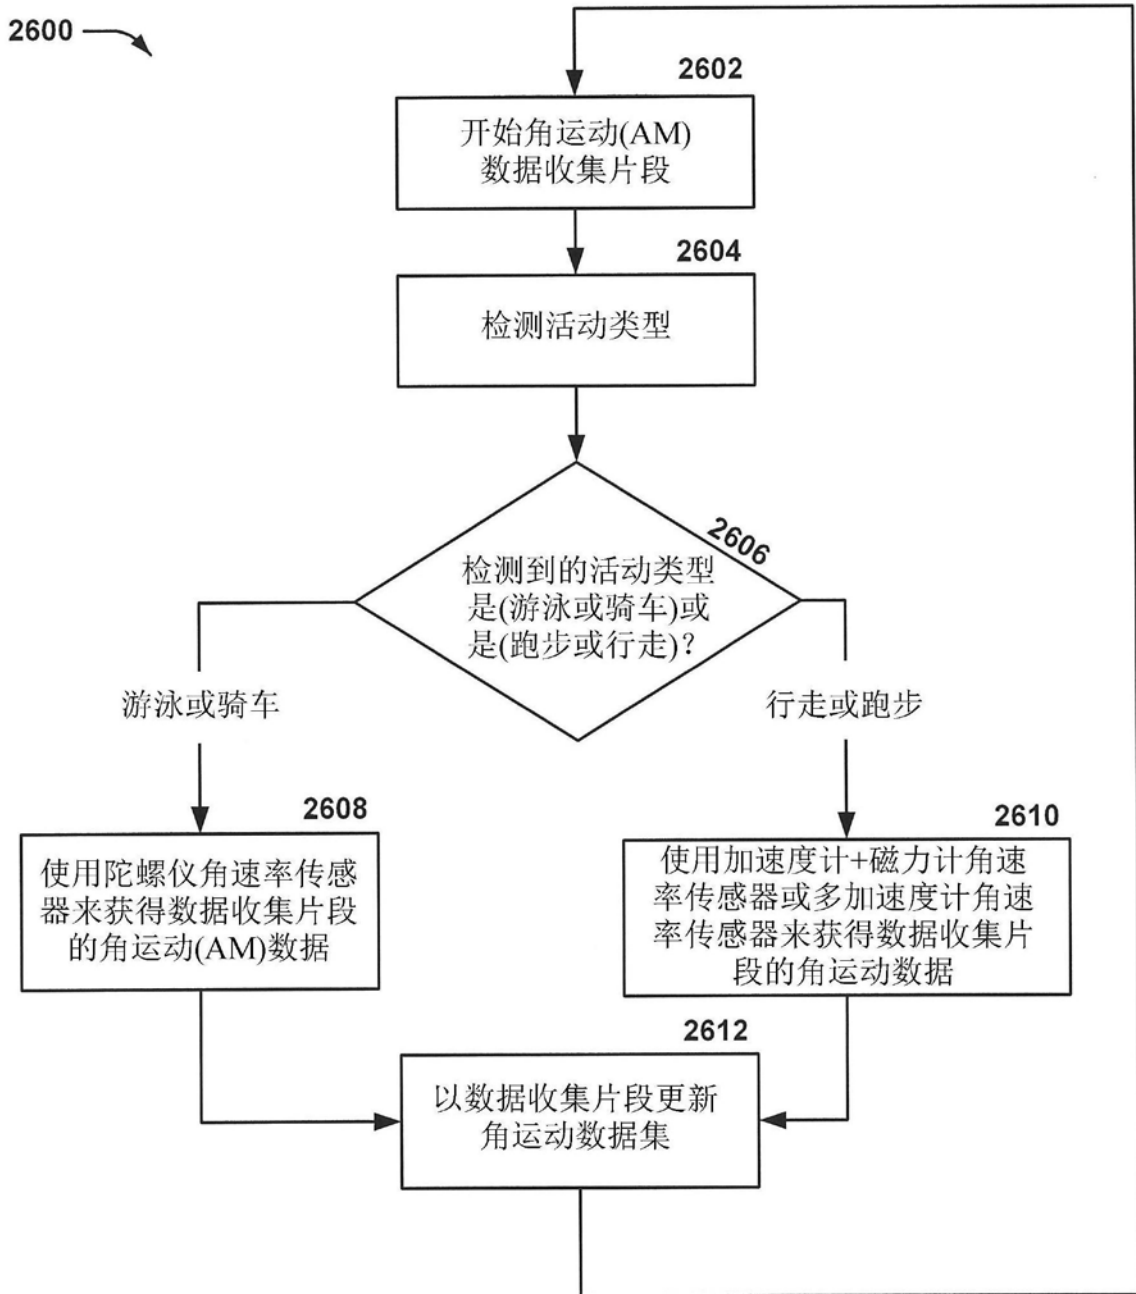 2600
2602
开始角运动(AM)
数据收集片段
2604
检测活动类型
2606
检测到的活动类型
是(游泳或骑车)或
是(跑步或行走)?
游泳或骑车
行走或跑步
2608
使用陀螺仪角速率传感
器来获得数据收集片段
的角运动(AM)数据
2610
使用加速度计+磁力计角速
率传感器或多加速度计角速
率传感器来获得数据收集片
段的角运动数据
2612
以数据收集片段更新
角运动数据集